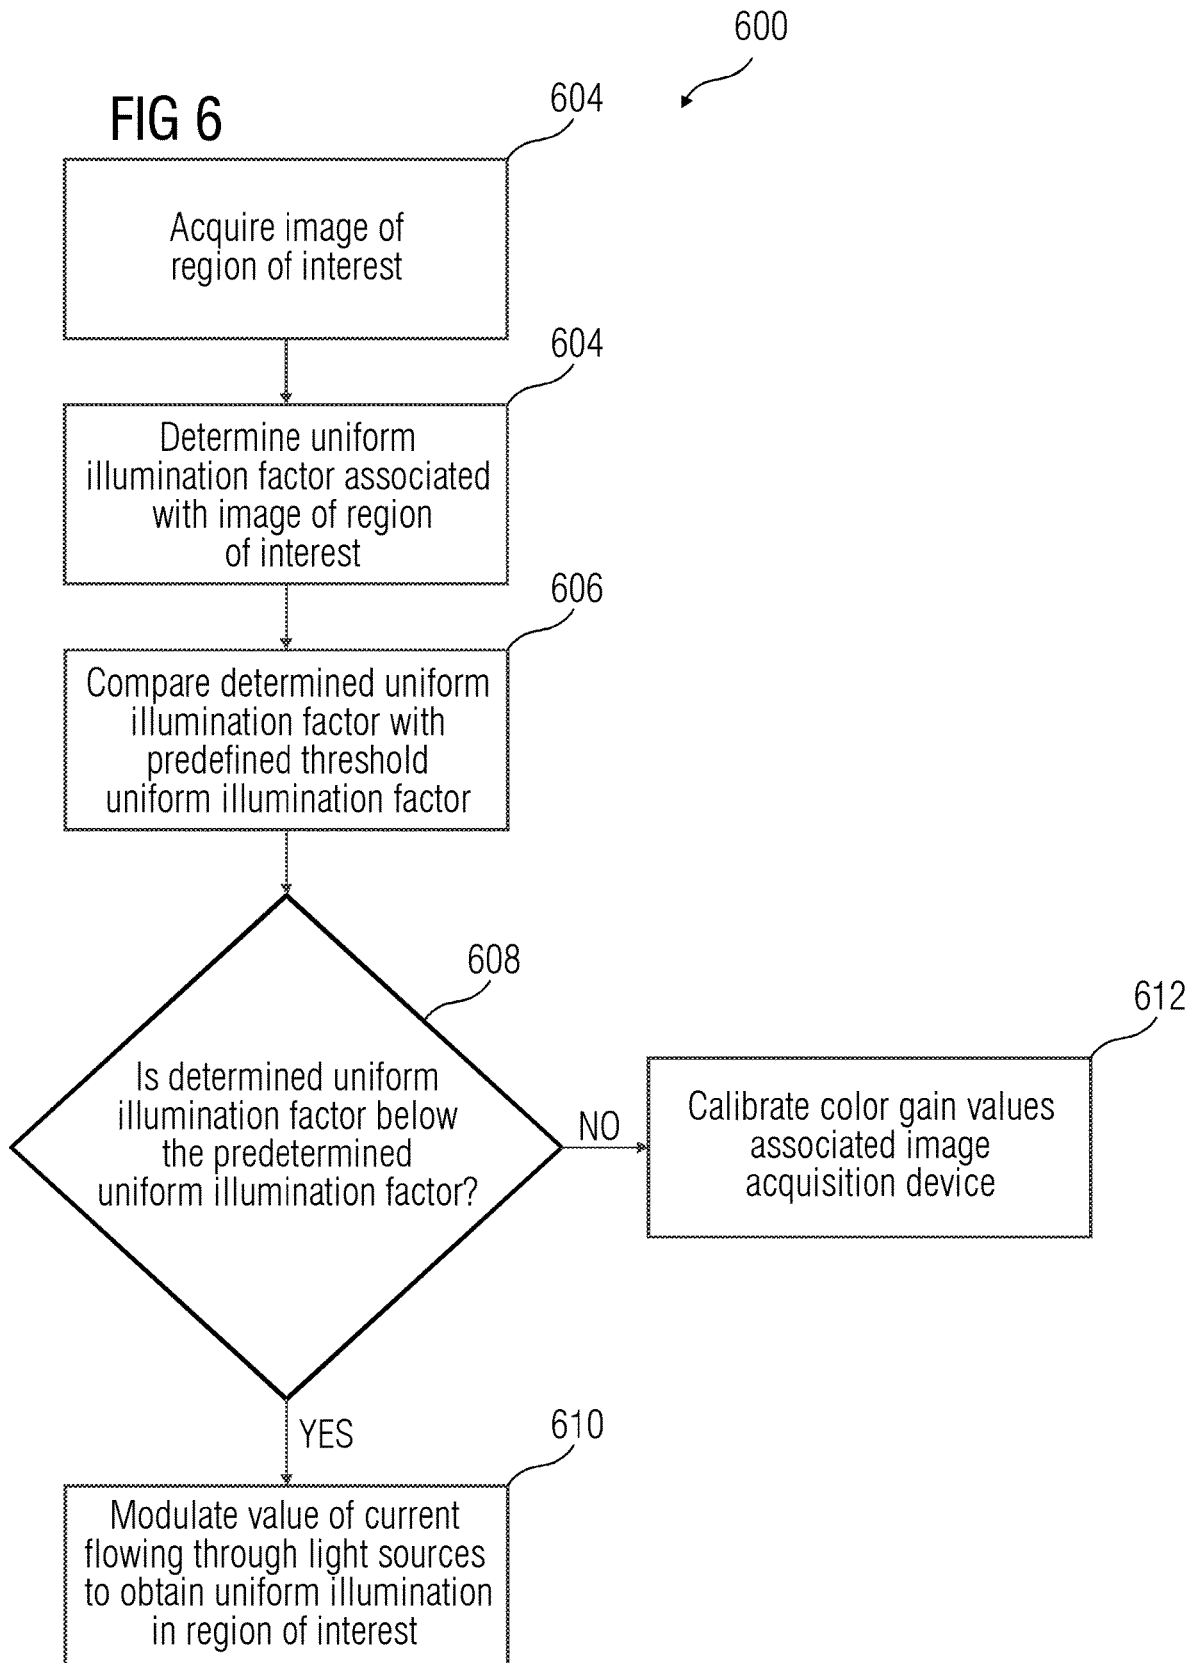 600
FIG 6
604
Acquire image of
region of interest
604
Determine uniform
illumination factor associated
with image of region
of interest
606
Compare determined uniform
illumination factor with
predefined threshold
uniform illumination factor
608
Is determined uniform
illumination factor below
the predetermined
uniform illumination factor?
NO
612
Calibrate color gain values
associated image
acquisition device
YES
610
Modulate value of current
flowing through light sources
to obtain uniform illumination
in region of interest